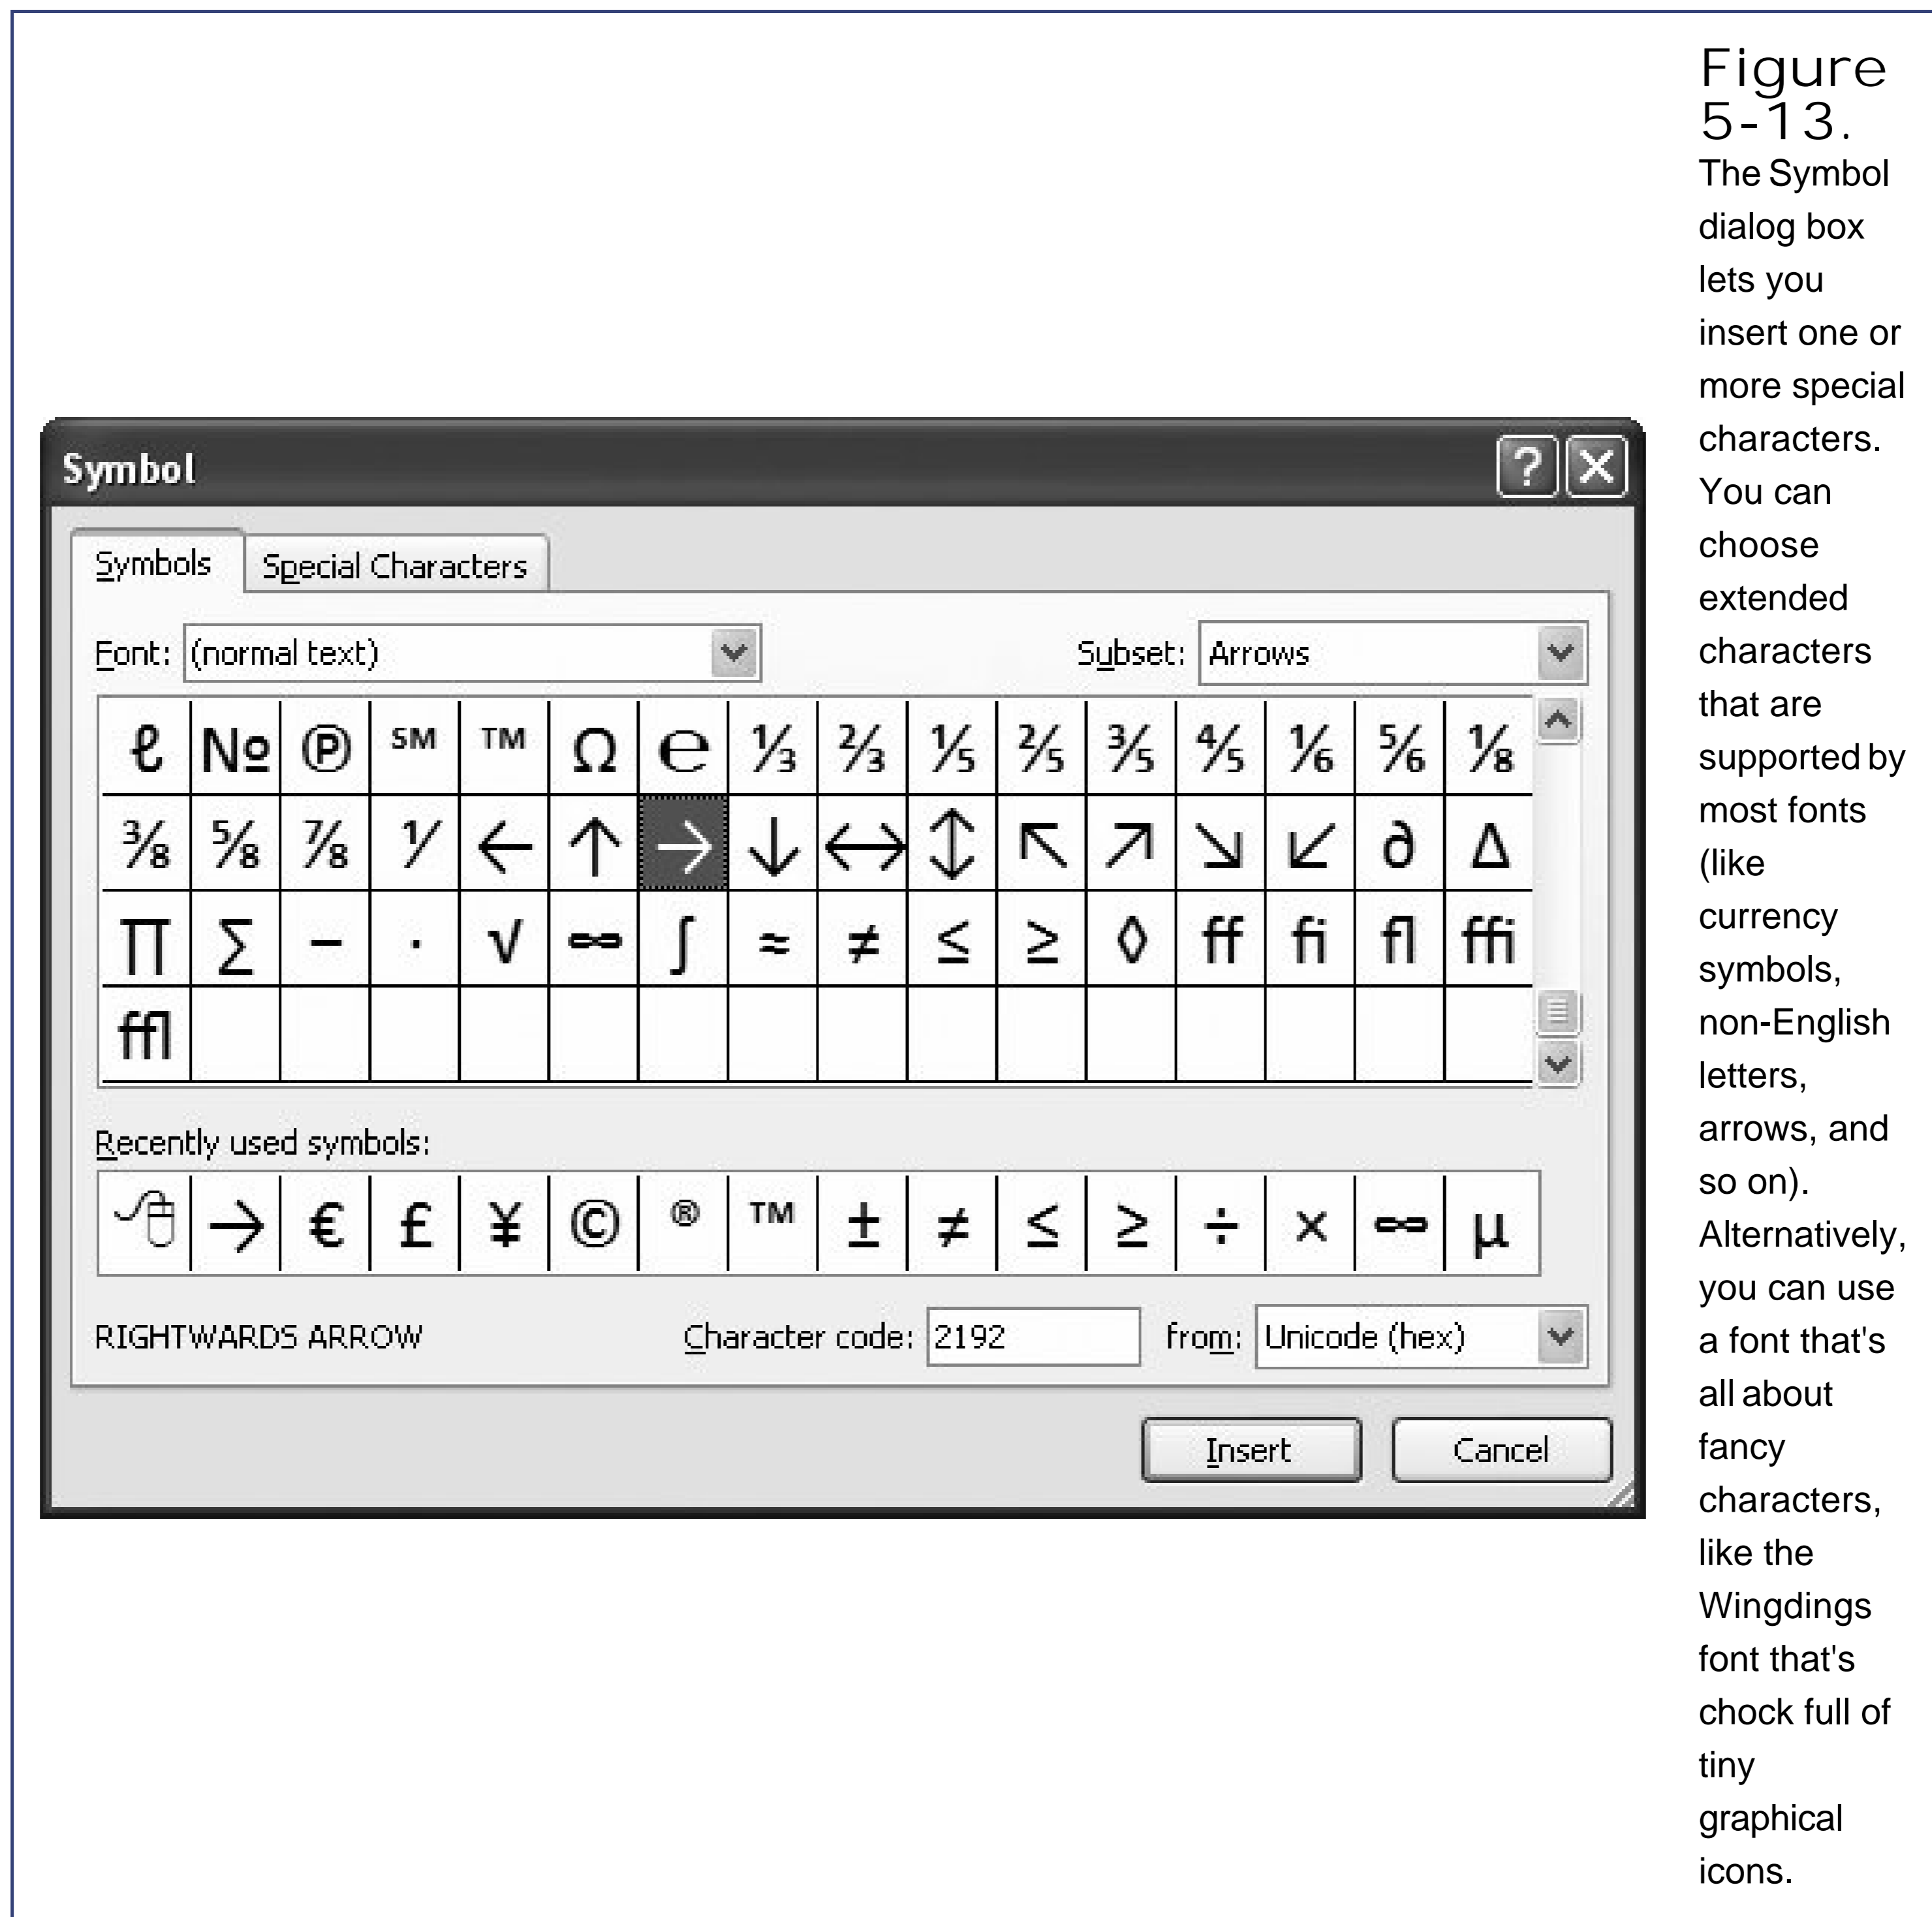 Figure
5-13.
The Symbol
dialog box
lets you
insert one or
more special
characters.
You can
choose
extended
characters
that are
supported by
most fonts
(like
currency
symbols,
non-English
letters,
arrows, and
so on).
Alternatively,
you can use
a font that's
all about
fancy
characters,
like the
Wingdings
font that's
chock full of
tiny
graphical
icons.
Symbol
Symbols Special Characters
Font: (normal text) Subset: Arrows
ℓ № ℗ ℠ ™ Ω ℮ ⅓ ⅔ ⅕ ⅖ ⅗ ⅘ ⅙ ⅚ ⅛
⅜ ⅝ ⅞ ⅟ ← ↑ → ↓ ↔ ↕ ↖ ↗ ↘ ↙ ∂ ∆
∏ ∑ − ∙ √ ∞ ∫ ≈ ≠ ≤ ≥ ◊ ff fi fl ffi
ffl
Recently used symbols:
→ € £ ¥ © ® ™ ± ≠ ≤ ≥ ÷ × ∞ µ
RIGHTWARDS ARROW Character code: 2192 from: Unicode (hex)
Insert Cancel